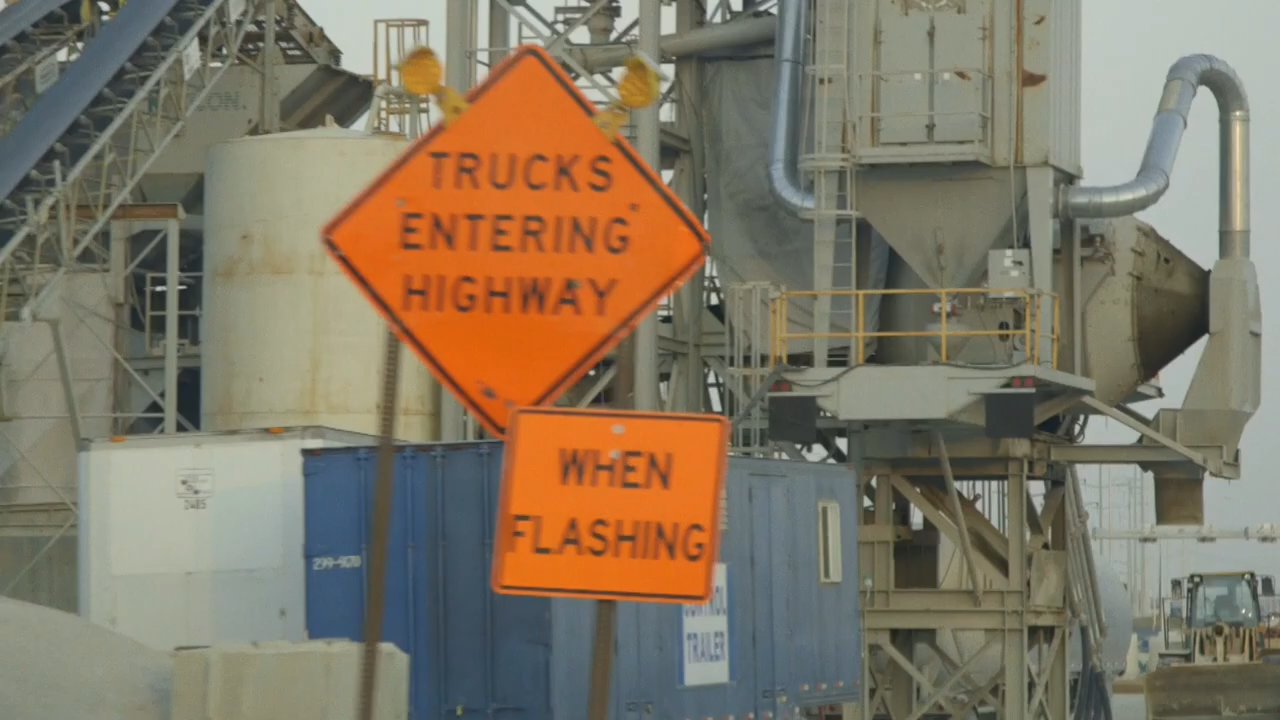 TRUCKS
ENTERING
HIGHWAY
WHEN
FLASHING
TRAILER